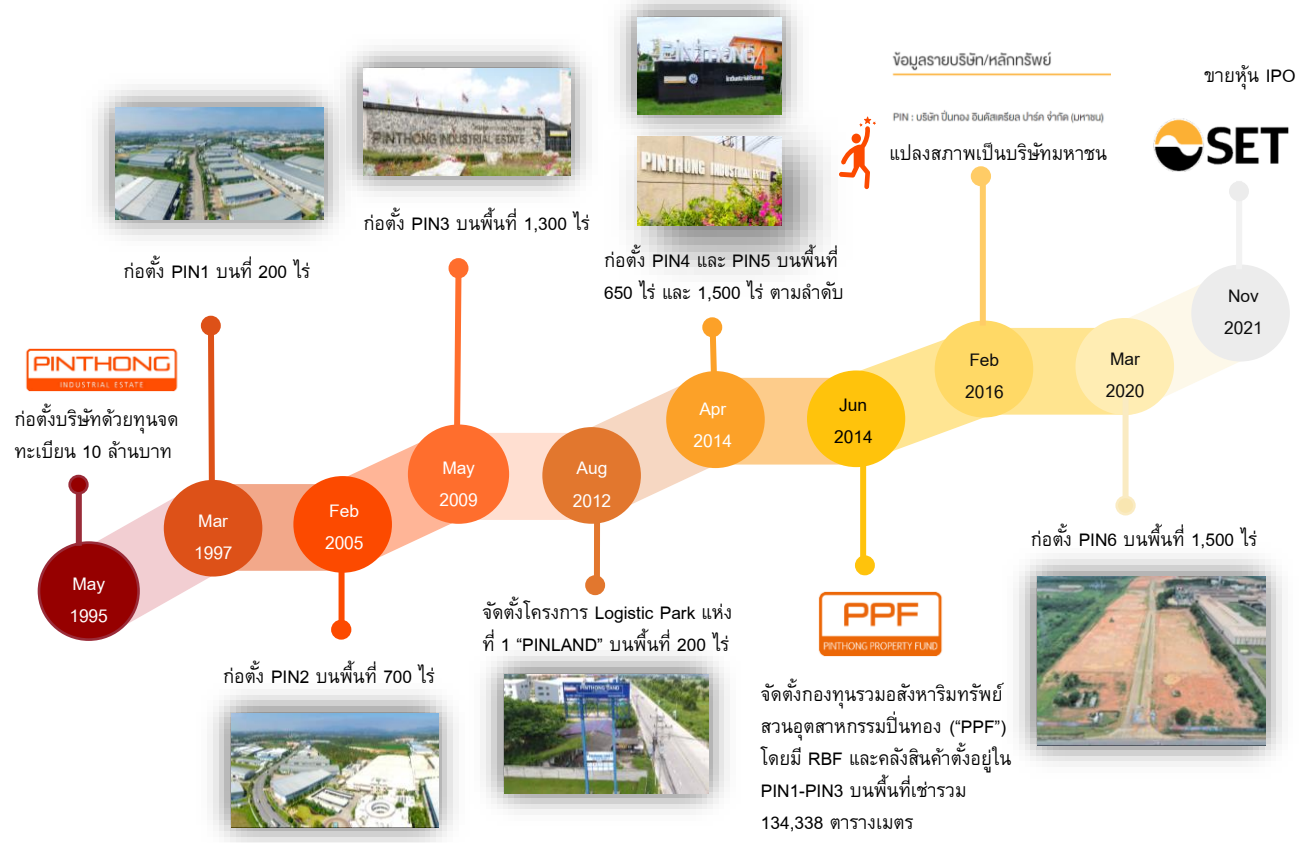 PINTHONG
INDUSTRIAL ESTATE
ก่อตั้งบริษัทด้วยทุนจด
ทะเบียน 10 ล้านบาท
May
1995
ก่อตั้ง PIN1 บนที่ 200 ไร่
Mar
1997
Feb
2005
ก่อตั้ง PIN2 บนพื้นที่ 700 ไร่
PINTHONG INDUSTRIAL ESTATE 3
ก่อตั้ง PIN3 บนพื้นที่ 1,300 ไร่
May
2009
Aug
2012
จัดตั้งโครงการ Logistic Park แห่ง
ที่ 1 “PINLAND” บนพื้นที่ 200 ไร่
PINTHONG LAND
PINTHONG 4
Industrial Estate
PINTHONG INDUSTRIAL ESTATE 5
ก่อตั้ง PIN4 และ PIN5 บนพื้นที่
650 ไร่ และ 1,500 ไร่ ตามลำดับ
Apr
2014
Jun
2014
PPF
PINTHONG PROPERTY FUND
จัดตั้งกองทุนรวมอสังหาริมทรัพย์
สวนอุตสาหกรรมปิ่นทอง (“PPF”)
โดยมี RBF และคลังสินค้าตั้งอยู่ใน
PIN1-PIN3 บนพื้นที่เช่ารวม
134,338 ตารางเมตร
ข้อมูลรายบริษัท/หลักทรัพย์
PIN : บริษัท ปิ่นทอง อินดัสเตรียล ปาร์ค จำกัด (มหาชน)
แปลงสภาพเป็นบริษัทมหาชน
Feb
2016
Mar
2020
ก่อตั้ง PIN6 บนพื้นที่ 1,500 ไร่
ขายหุ้น IPO
SET
Nov
2021